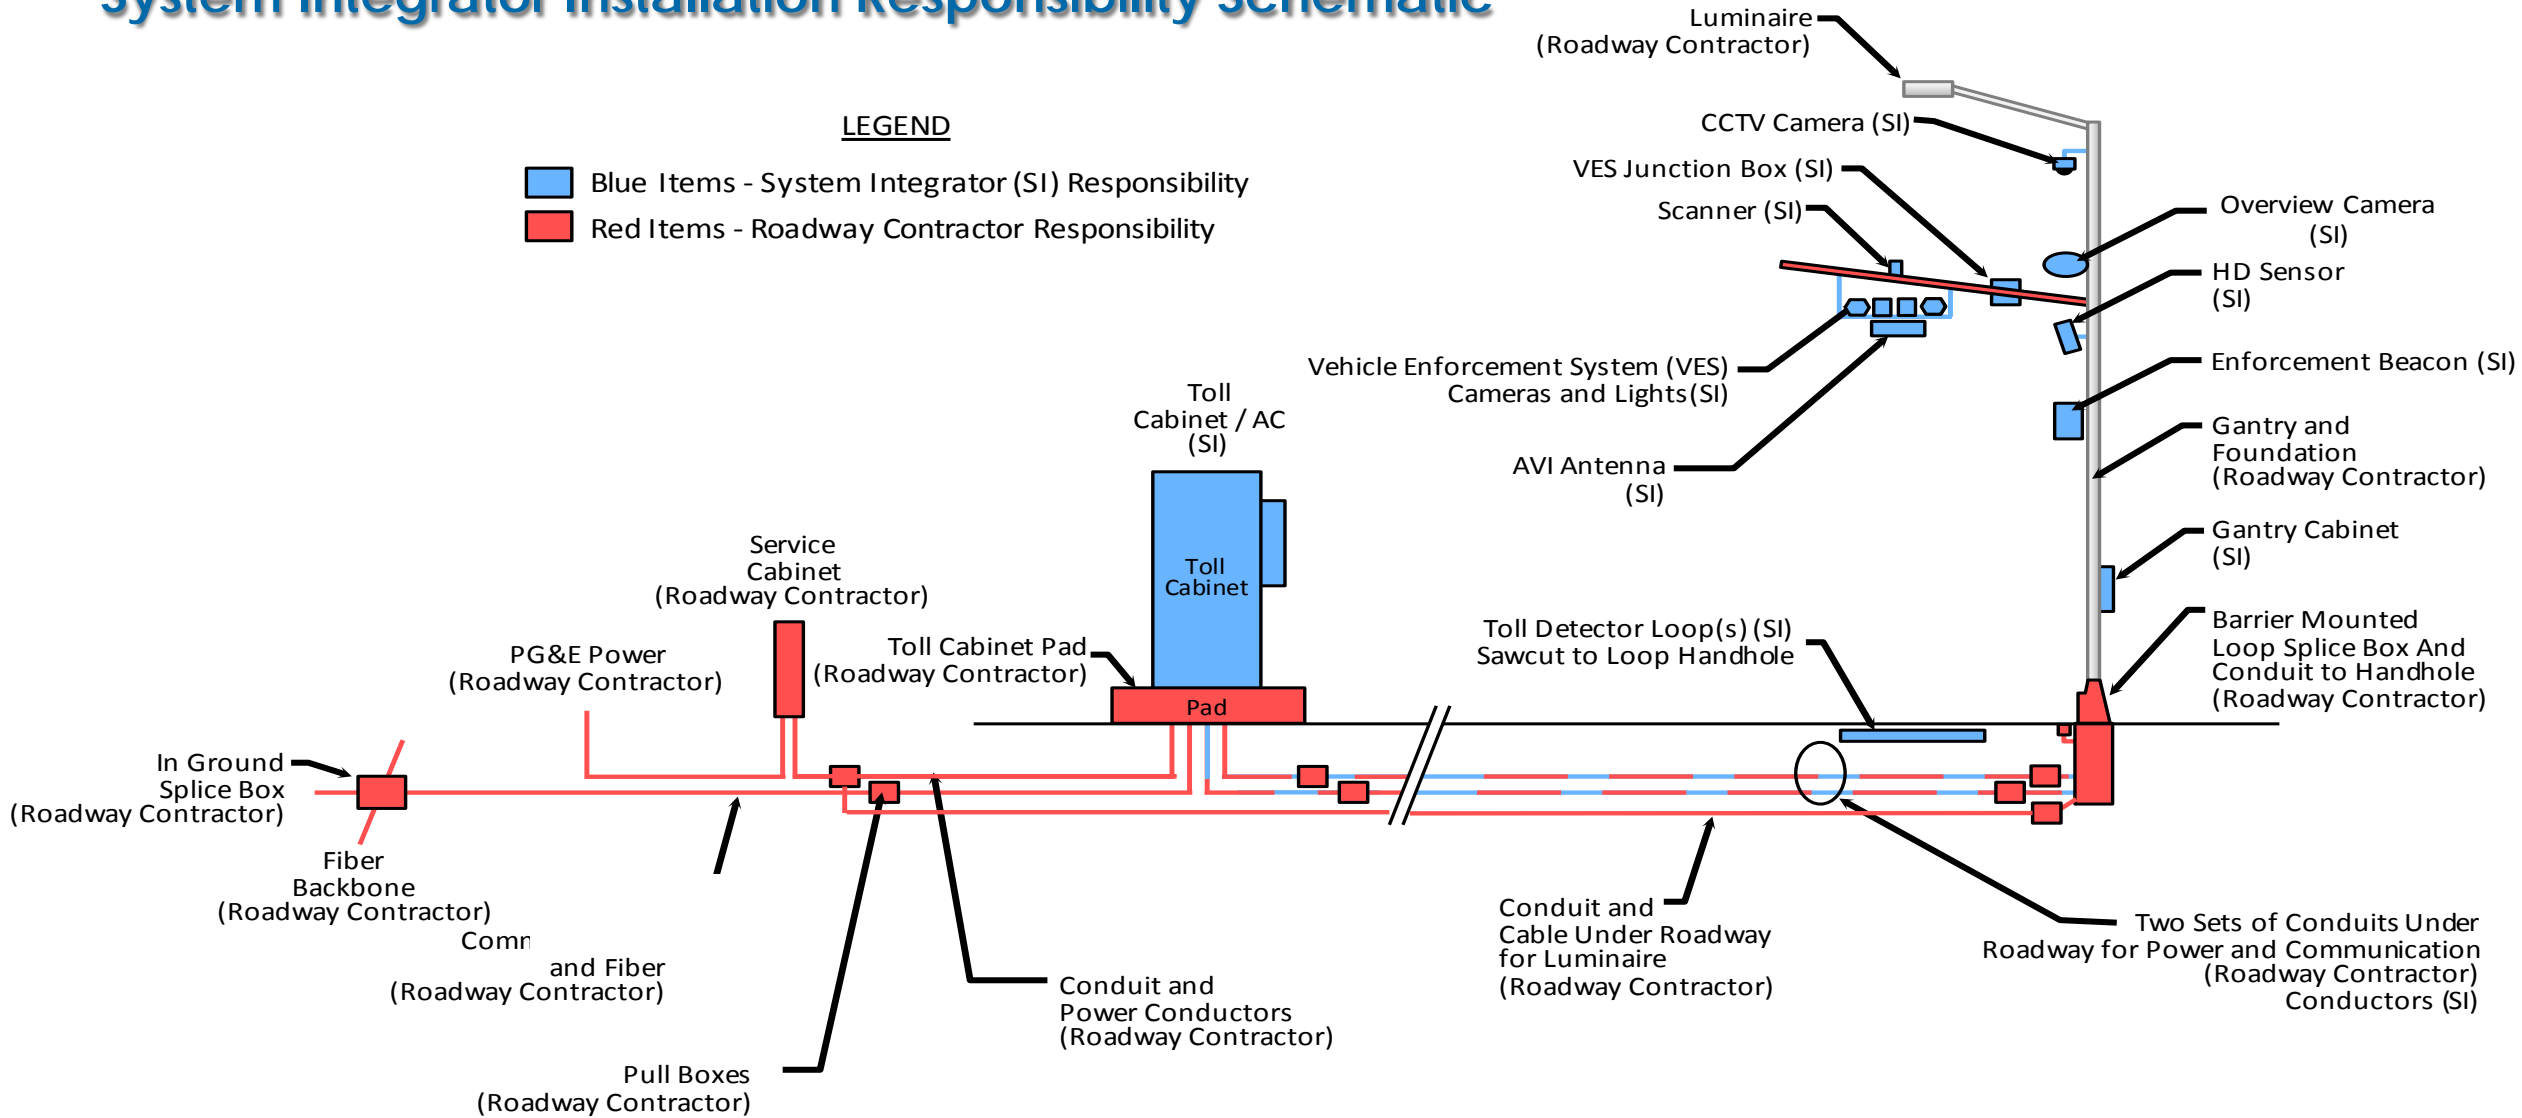 System Integrator Installation Responsibility Schematic
Luminaire
(Roadway Contractor)
LEGEND
Blue Items - System Integrator (SI) Responsibility
Red Items - Roadway Contractor Responsibility
CCTV Camera (SI)
VES Junction Box (SI)
Scanner (SI)
Overview Camera
(SI)
HD Sensor
(SI)
Vehicle Enforcement System (VES)
Cameras and Lights (SI)
Enforcement Beacon (SI)
AVI Antenna
(SI)
Gantry and
Foundation
(Roadway Contractor)
Gantry Cabinet
(SI)
Toll
Cabinet / AC
(SI)
Toll
Cabinet
Service
Cabinet
(Roadway Contractor)
PG&E Power
(Roadway Contractor)
Toll Cabinet Pad
(Roadway Contractor)
Pad
Toll Detector Loop(s) (SI)
Sawcut to Loop Handhole
Barrier Mounted
Loop Splice Box And
Conduit to Handhole
(Roadway Contractor)
In Ground
Splice Box
(Roadway Contractor)
Fiber
Backbone
(Roadway Contractor)
and Fiber
(Roadway Contractor)
Pull Boxes
(Roadway Contractor)
Conduit and
Power Conductors
(Roadway Contractor)
Conduit and
Cable Under Roadway
for Luminaire
(Roadway Contractor)
Two Sets of Conduits Under
Roadway for Power and Communication
(Roadway Contractor)
Conductors (SI)